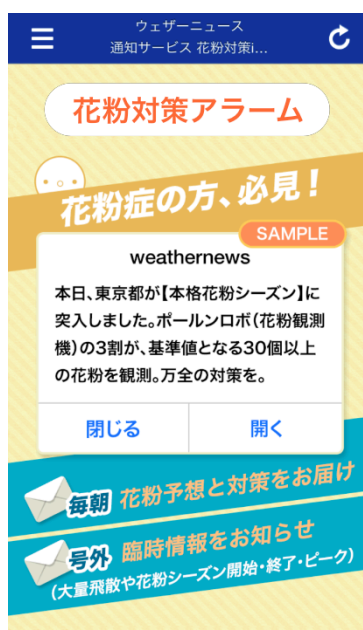 ウェザーニュース
通知サービス 花粉対策i...
花粉対策アラーム
花粉症の方、必見！
SAMPLE
weathernews
本日、東京都が【本格花粉シーズン】に
突入しました。ポールンロボ(花粉観測
機)の3割が、基準値となる30個以上
の花粉を観測。万全の対策を。
閉じる
開く
毎朝 花粉予想と対策をお届け
号外 臨時情報をお知らせ
(大量飛散や花粉シーズン開始・終了・ピーク)